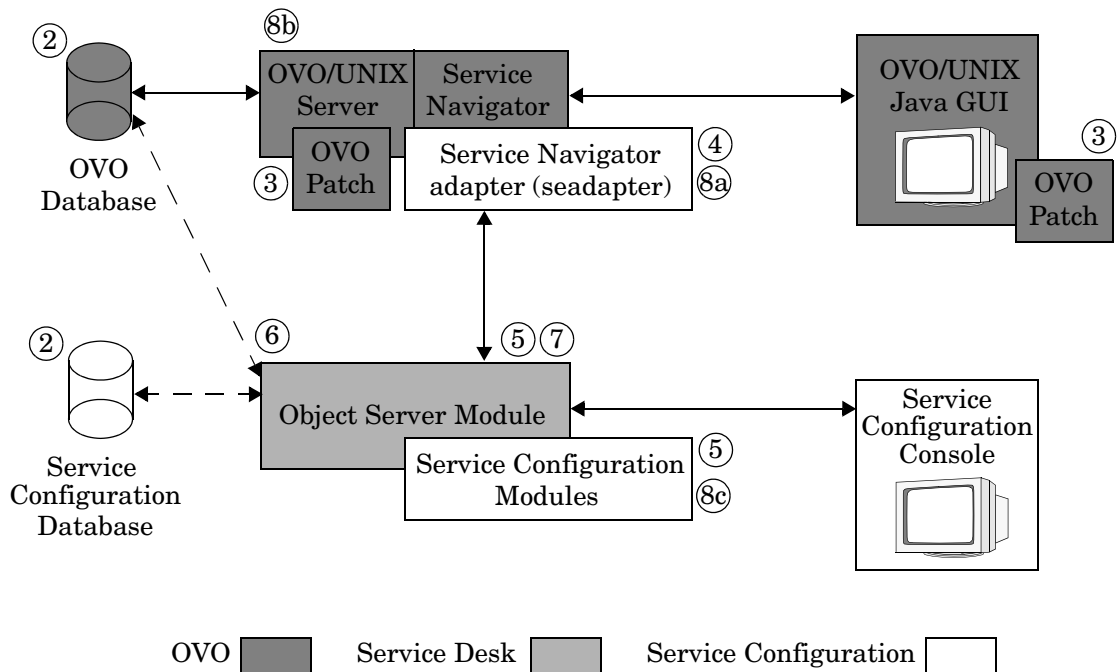 2
8b
OVO/UNIX
Server
Service
Navigator
OVO/UNIX
Java GUI
OVO
Database
3
OVO
Patch
Service Navigator
adapter (seadapter)
4
8a
3
OVO
Patch
2
6
5 7
Object Server Module
Service
Configuration
Database
Service Configuration
Modules
5
8c
Service
Configuration
Console
OVO
Service Desk
Service Configuration